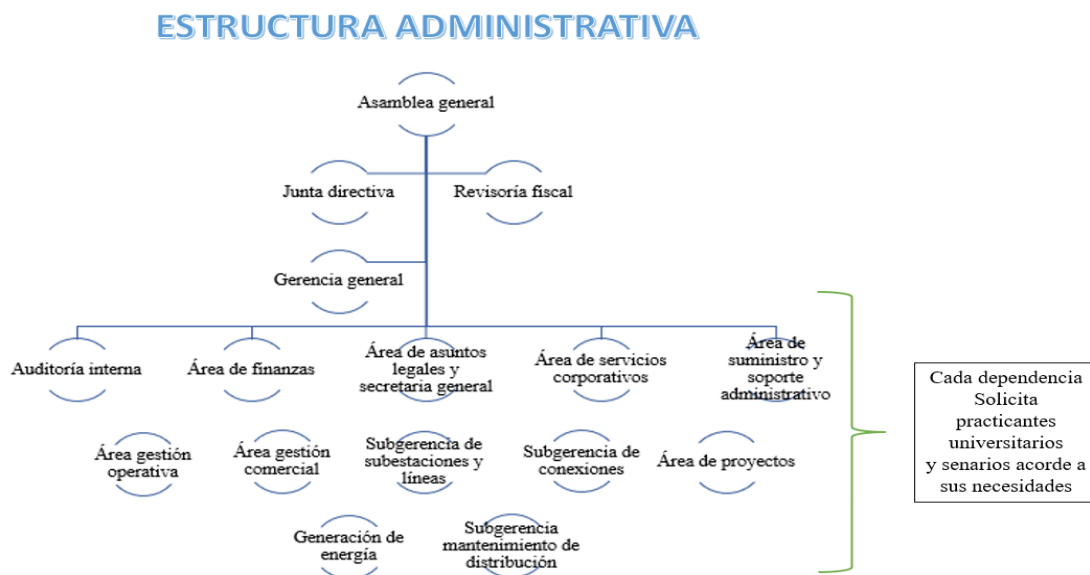 ESTRUCTURA ADMINISTRATIVA
Asamblea general
Junta directiva
Revisoría fiscal
Gerencia general
Auditoría interna
Área de finanzas
Área de asuntos
legales y
secretaria general
Área de servicios
corporativos
Área de
suministro y
soporte
administrativo
Área gestión
operativa
Área gestión
comercial
Subgerencia de
subestaciones y
líneas
Subgerencia de
conexiones
Área de proyectos
Generación de
energía
Subgerencia
mantenimiento de
distribución
Cada dependencia
Solicita
practicantes
universitarios
y senarios acorde a
sus necesidades